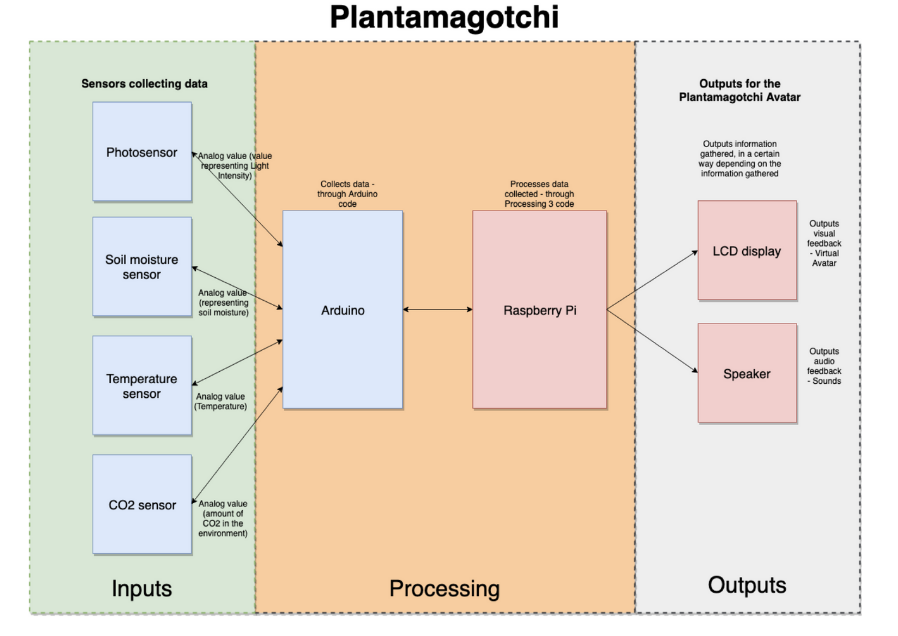 Plantamagotchi
Sensors collecting data
Photosensor
Analog value (value
representing Light
Intensity)
Soil moisture
sensor
Analog value
(representing
soil moisture)
Temperature
sensor
Analog value
(Temperature)
CO2 sensor
Analog value
(amount of
CO2 in the
environment)
Inputs
Collects data -
through Arduino
code
Arduino
Processes data
collected - through
Processing 3 code
Raspberry Pi
Processing
Outputs for the
Plantamagotchi Avatar
Outputs information
gathered, in a certain
way depending on the
information gathered
LCD display
Outputs
visual
feedback
- Virtual
Avatar
Speaker
Outputs
audio
feedback
- Sounds
Outputs